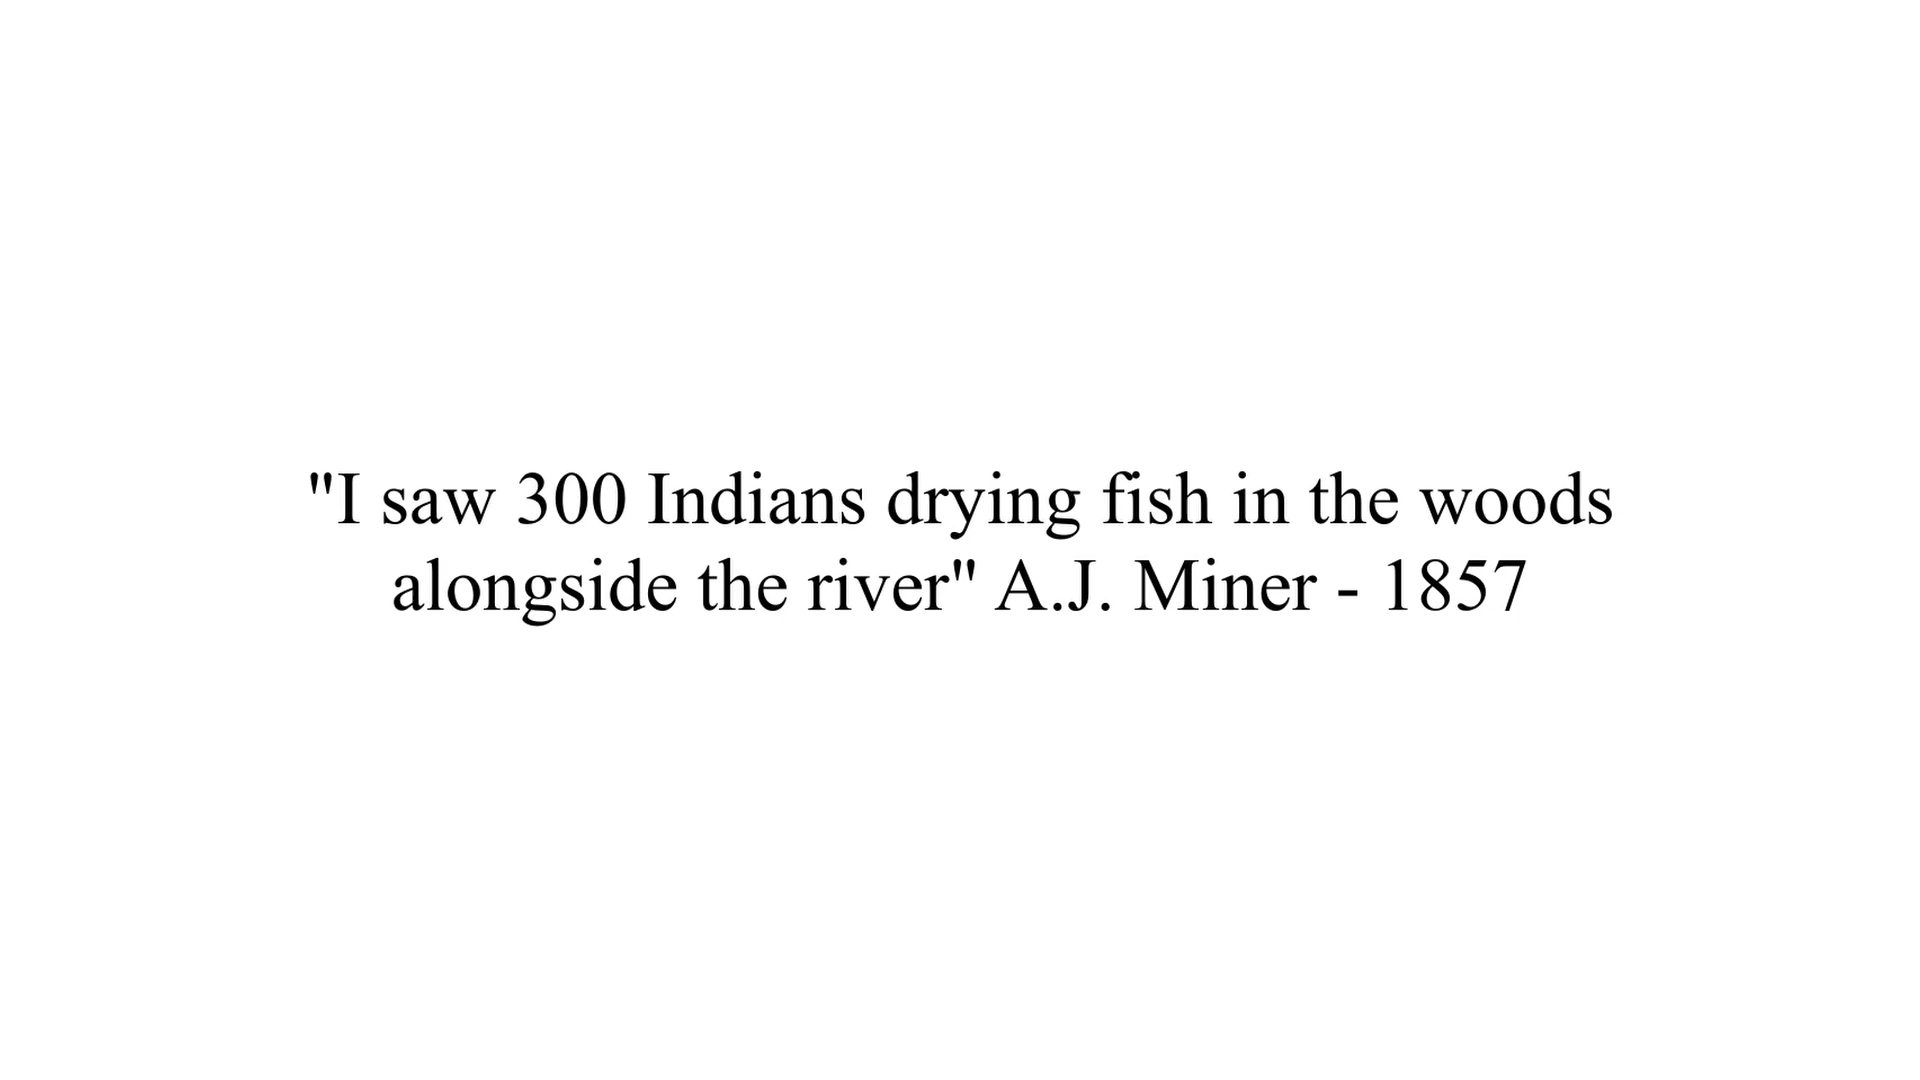 "I saw 300 Indians drying fish in the woods
alongside the river" A.J. Miner - 1857